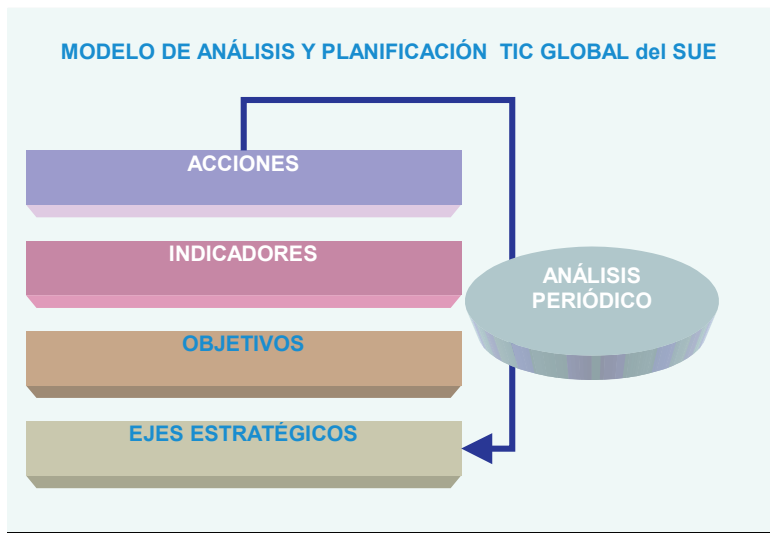 MODELO DE ANÁLISIS Y PLANIFICACIÓN TIC GLOBAL del SUE
ACCIONES
INDICADORES
ANÁLISIS
PERIÓDICO
OBJETIVOS
EJES ESTRATÉGICOS